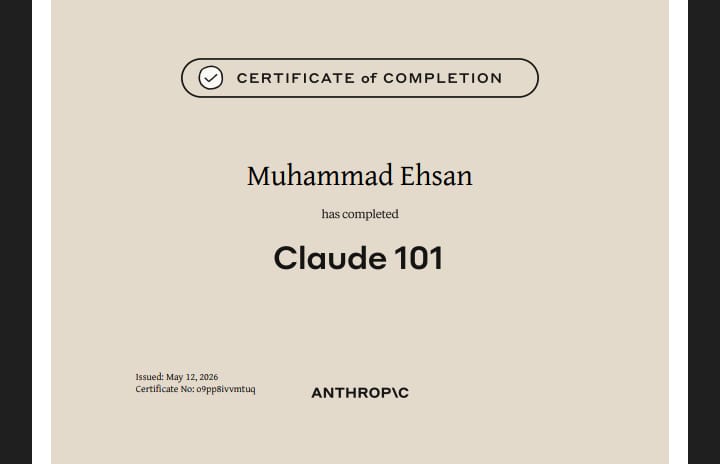 CERTIFICATE of COMPLETION
Muhammad Ehsan
has completed
Claude 101
Issued: May 12, 2026
Certificate No: o9pp8ivvmtuq
ANTHROP\C